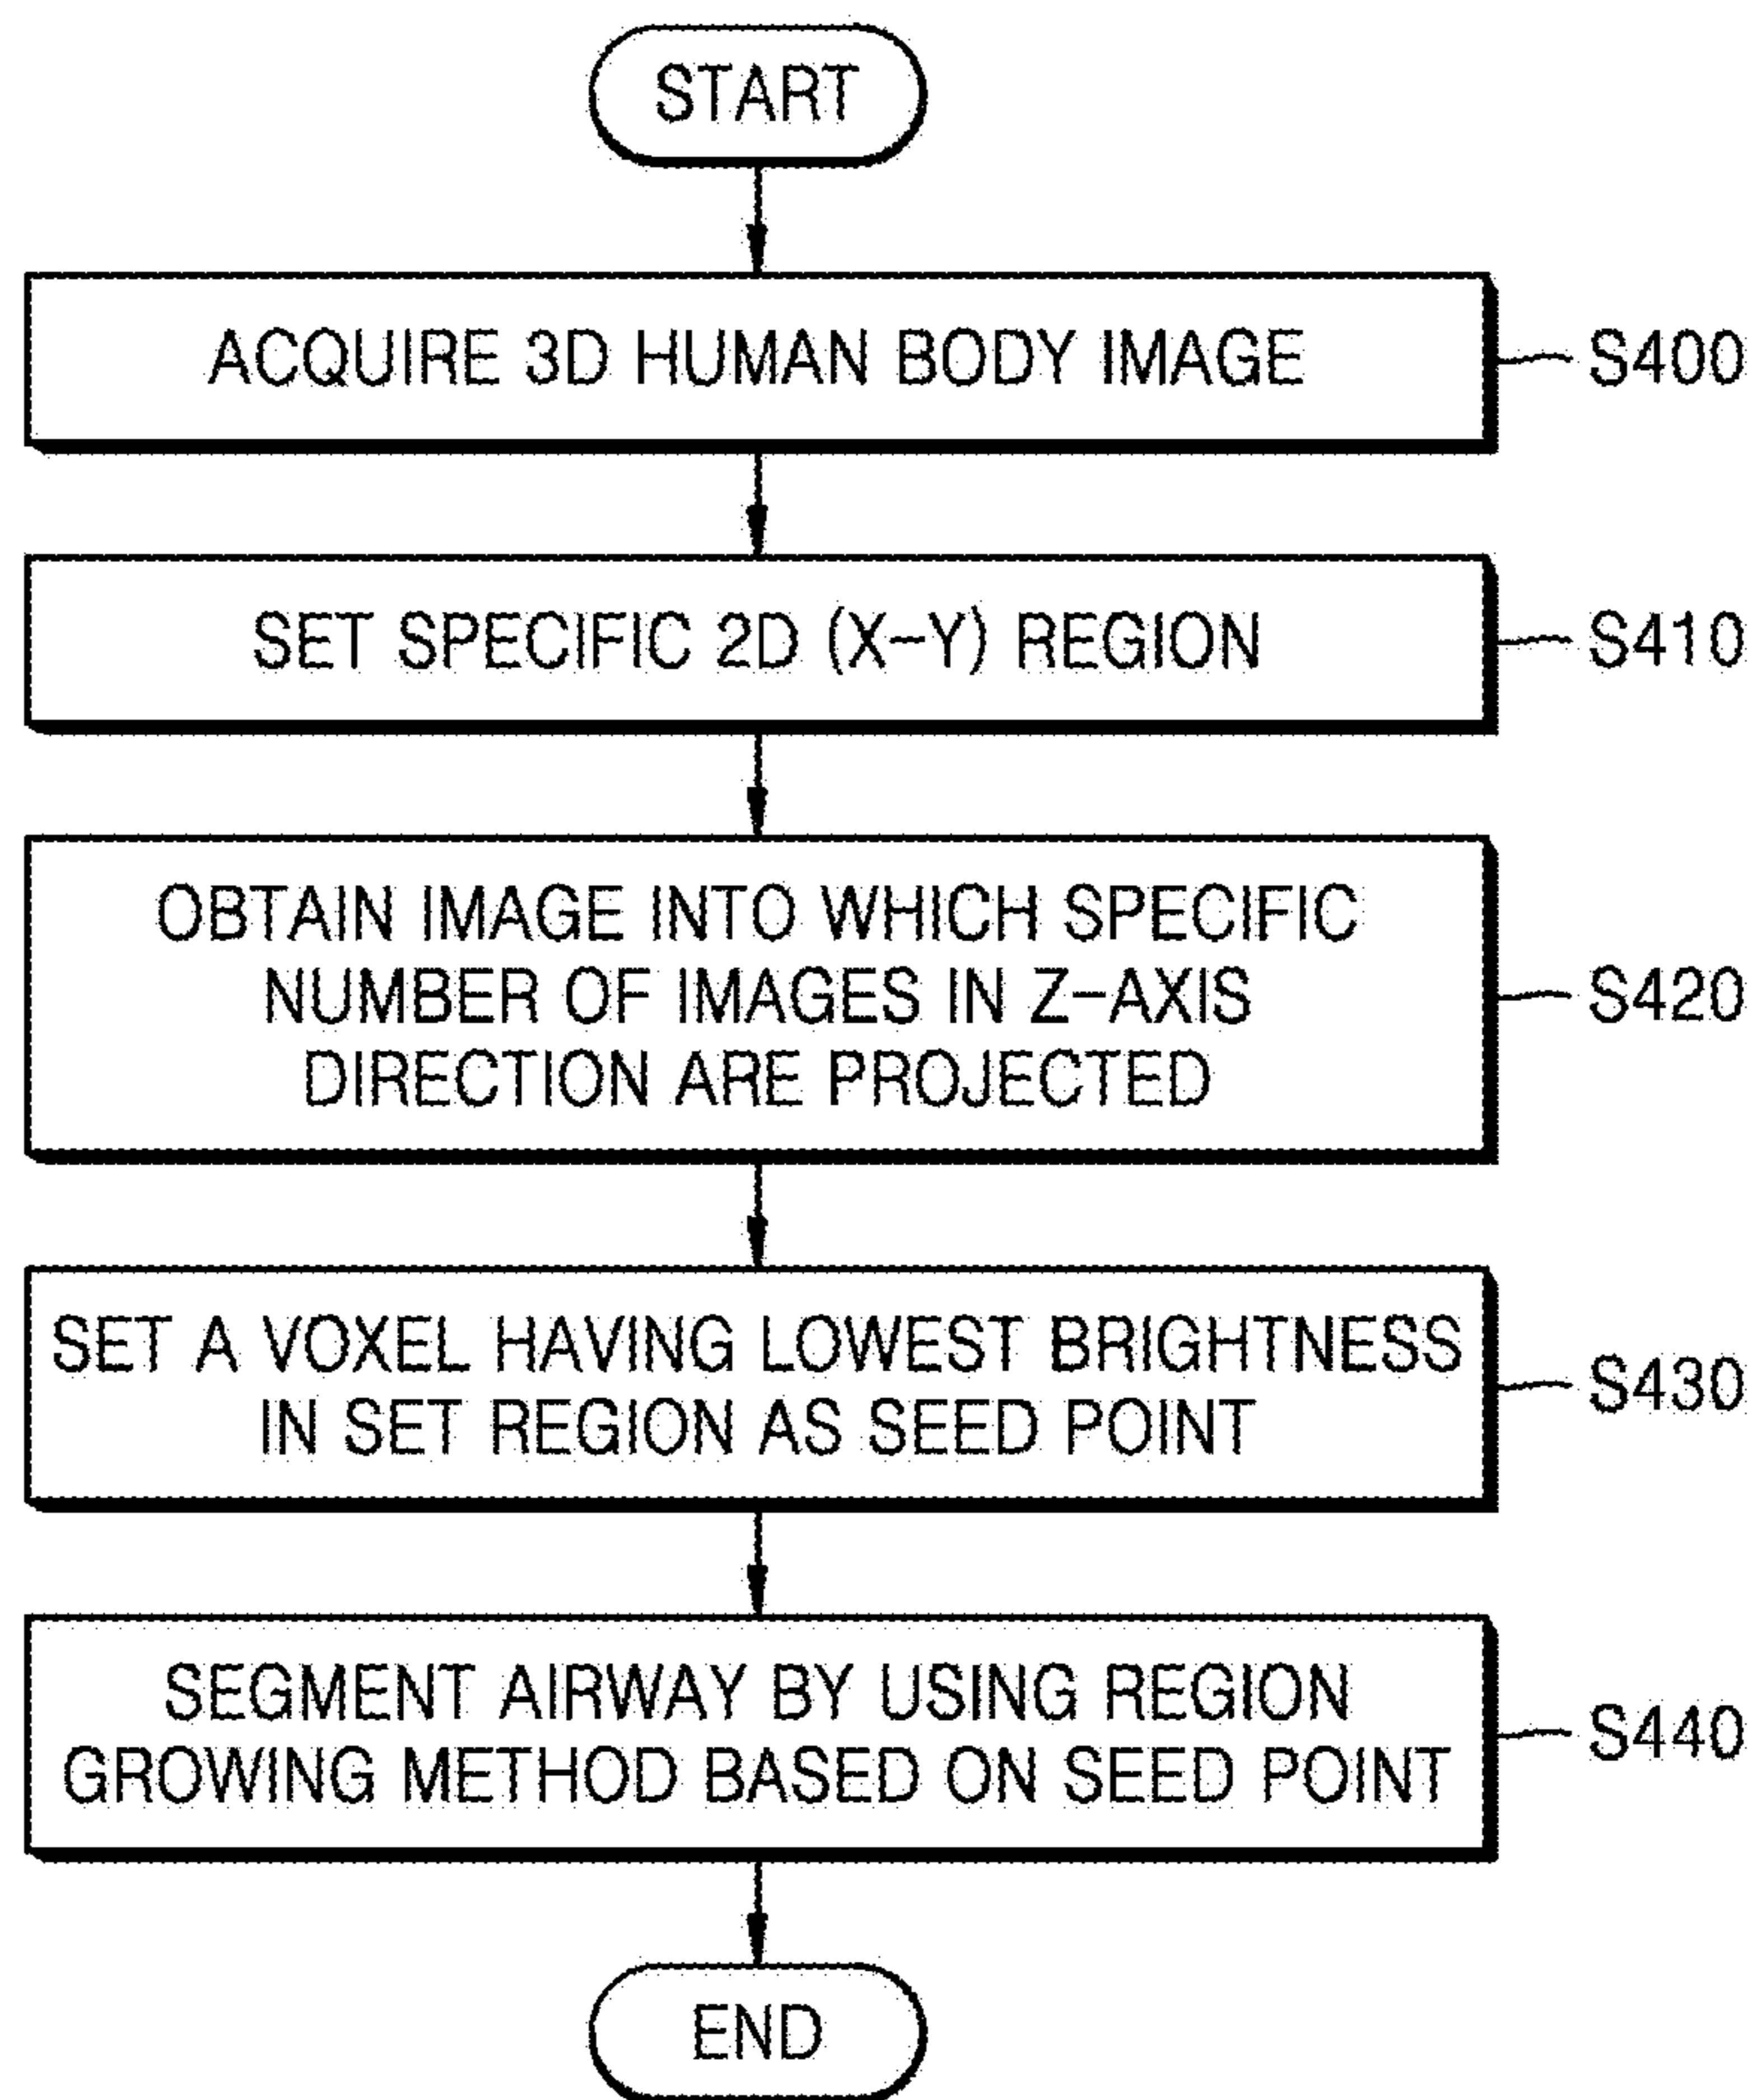 START
ACQUIRE 3D HUMAN BODY IMAGE
S400
SET SPECIFIC 2D (X-Y) REGION
S410
OBTAIN IMAGE INTO WHICH SPECIFIC
NUMBER OF IMAGES IN Z-AXIS
DIRECTION ARE PROJECTED
S420
SET A VOXEL HAVING LOWEST BRIGHTNESS
IN SET REGION AS SEED POINT
S430
SEGMENT AIRWAY BY USING REGION
GROWING METHOD BASED ON SEED POINT
S440
END